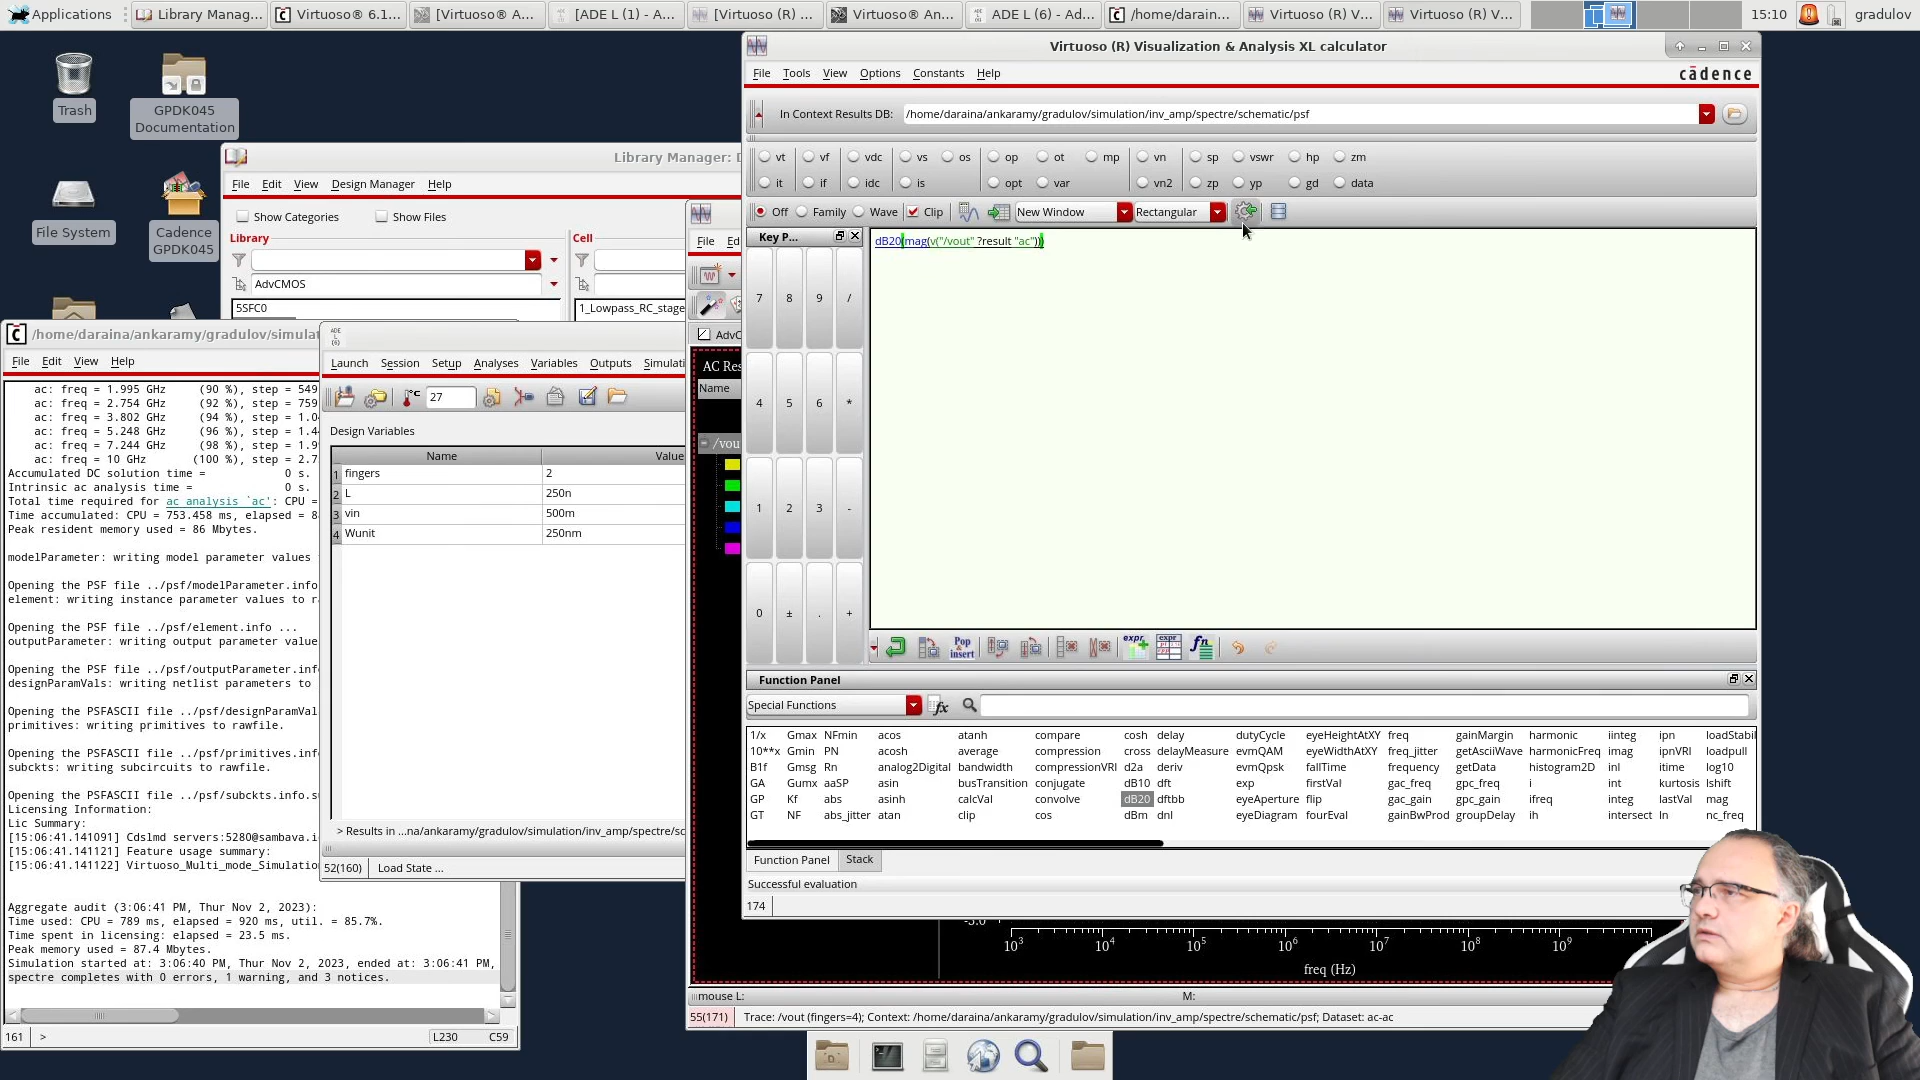 Applications
Library Manag...
Virtuoso® 6.1...
[Virtuoso® A...
[ADE L (1) - A...
[Virtuoso (R) ...
Virtuoso® An...
ADE L (6) - Ad...
/home/darain...
Virtuoso (R) V...
Virtuoso (R) V...
15:10
gradulov
Trash
GPDK045
Documentation
File System
Cadence
GPDK045
Library Manager: D
File Edit View Design Manager Help
Show Categories
Show Files
Library
Cell
AdvCMOS
5SFC0
1_Lowpass_RC_stage
/home/daraina/ankaramy/gradulov/simulat
File Edit View Help
ac: freq = 1.995 GHz (90 %), step = 549
ac: freq = 2.754 GHz (92 %), step = 759
ac: freq = 3.802 GHz (94 %), step = 1.0
ac: freq = 5.248 GHz (96 %), step = 1.4
ac: freq = 7.244 GHz (98 %), step = 1.9
ac: freq = 10 GHz (100 %), step = 2.7
Accumulated DC solution time = 0 s.
Intrinsic ac analysis time = 0 s.
Total time required for ac analysis `ac': CPU =
Time accumulated: CPU = 753.458 ms, elapsed = 8
Peak resident memory used = 86 Mbytes.
modelParameter: writing model parameter values
Opening the PSF file ../psf/modelParameter.info
element: writing instance parameter values to r
Opening the PSF file ../psf/element.info ...
outputParameter: writing output parameter value
Opening the PSF file ../psf/outputParameter.inf
designParamVals: writing netlist parameters to
Opening the PSFASCII file ../psf/designParamVal
primitives: writing primitives to rawfile.
Opening the PSFASCII file ../psf/primitives.inf
subckts: writing subcircuits to rawfile.
Opening the PSFASCII file ../psf/subckts.info.s
Licensing Information:
Lic Summary:
[15:06:41.141091] Cdslmd servers:5280@sambava.i
[15:06:41.141121] Feature usage summary:
[15:06:41.141122] Virtuoso_Multi_mode_Simulatio
Aggregate audit (3:06:41 PM, Thur Nov 2, 2023):
Time used: CPU = 789 ms, elapsed = 920 ms, util. = 85.7%.
Time spent in licensing: elapsed = 23.5 ms.
Peak memory used = 87.4 Mbytes.
Simulation started at: 3:06:40 PM, Thur Nov 2, 2023, ended at: 3:06:41 PM,
spectre completes with 0 errors, 1 warning, and 3 notices.
161 >
L230 C59
ADE
L
(6)
Launch Session Setup Analyses Variables Outputs Simulati
°C 27
Design Variables
Name Value
1 fingers 2
2 L 250n
3 vin 500m
4 Wunit 250nm
> Results in ...na/ankaramy/gradulov/simulation/inv_amp/spectre/sc
52(160) Load State ...
File Ed
AdvC
AC Res
Name
/vou
Virtuoso (R) Visualization & Analysis XL calculator
File Tools View Options Constants Help
cādence
In Context Results DB: /home/daraina/ankaramy/gradulov/simulation/inv_amp/spectre/schematic/psf
vt vf vdc vs os op ot mp vn sp vswr hp zm
it if idc is opt var vn2 zp yp gd data
Off Family Wave Clip New Window Rectangular
Key P...
dB20(mag(v("/vout" ?result "ac")))
7 8 9 /
4 5 6 *
1 2 3 -
0 ± . +
Pop
insert
expr
expr
fn
Function Panel
Special Functions
fx
1/x Gmax NFmin acos atanh compare cosh delay dutyCycle eyeHeightAtXY freq gainMargin harmonic iinteg ipn loadStabil
10**x Gmin PN acosh average compression cross delayMeasure evmQAM eyeWidthAtXY freq_jitter getAsciiWave harmonicFreq imag ipnVRI loadpull
B1f Gmsg Rn analog2Digital bandwidth compressionVRI d2a deriv evmQpsk fallTime frequency getData histogram2D inl itime log10
GA Gumx aaSP asin busTransition conjugate dB10 dft exp firstVal gac_freq gpc_freq i int kurtosis lshift
GP Kf abs asinh calcVal convolve dB20 dftbb eyeAperture flip gac_gain gpc_gain ifreq integ lastVal mag
GT NF abs_jitter atan clip cos dBm dnl eyeDiagram fourEval gainBwProd groupDelay ih intersect ln nc_freq
Function Panel Stack
Successful evaluation
174
10³ 10⁴ 10⁵ 10⁶ 10⁷ 10⁸ 10⁹
freq (Hz)
mouse L:
M:
55(171) Trace: /vout (fingers=4); Context: /home/daraina/ankaramy/gradulov/simulation/inv_amp/spectre/schematic/psf; Dataset: ac-ac